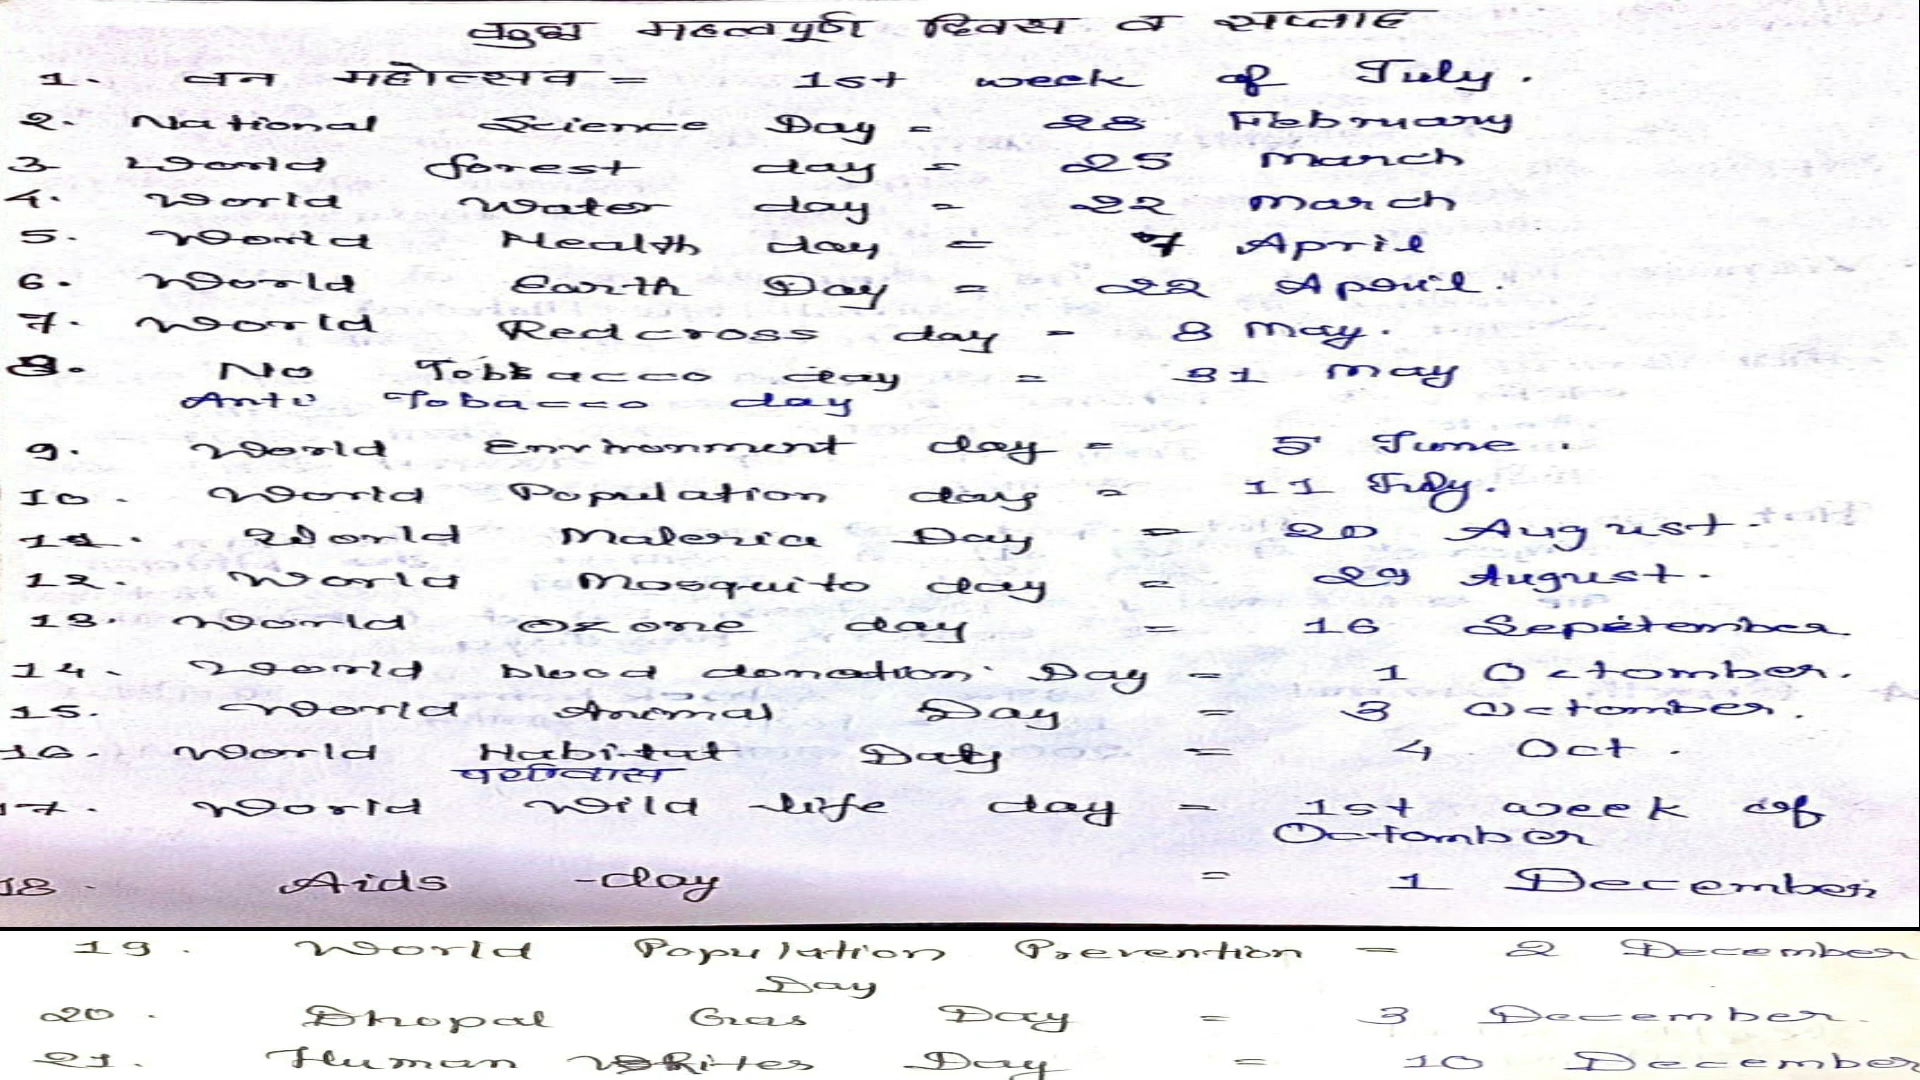 कुछ महत्वपूर्ण दिवस व सप्ताह
1. वन महोत्सव = 1st week of July.
2. National Science Day = 28 February
3 World forest day = 25 March
4. World Water day = 22 March
5. World Health day = 7 April
6. World Earth Day = 22 April.
7. World Redcross day = 8 May.
8. No Tobbacco day = 31 May
Anti Tobacco day
9. World Environment day = 5 June.
10. World Population day = 11 July.
11. World Maleria Day = 20 August.
12. World Mosquito day = 29 August.
13. World Ozone day = 16 September.
14. World blood donation Day = 1 Octomber.
15. World Animal Day = 3 Octomber.
16. World Habitat Day = 4 Oct.
17. World Wild life day = 1st week of
Octomber
18. Aids -day = 1 December
19. World Population Prevention = 2 December
Day
20. Bhopal Gas Day = 3 December.
21. Human Rites Day = 10 December